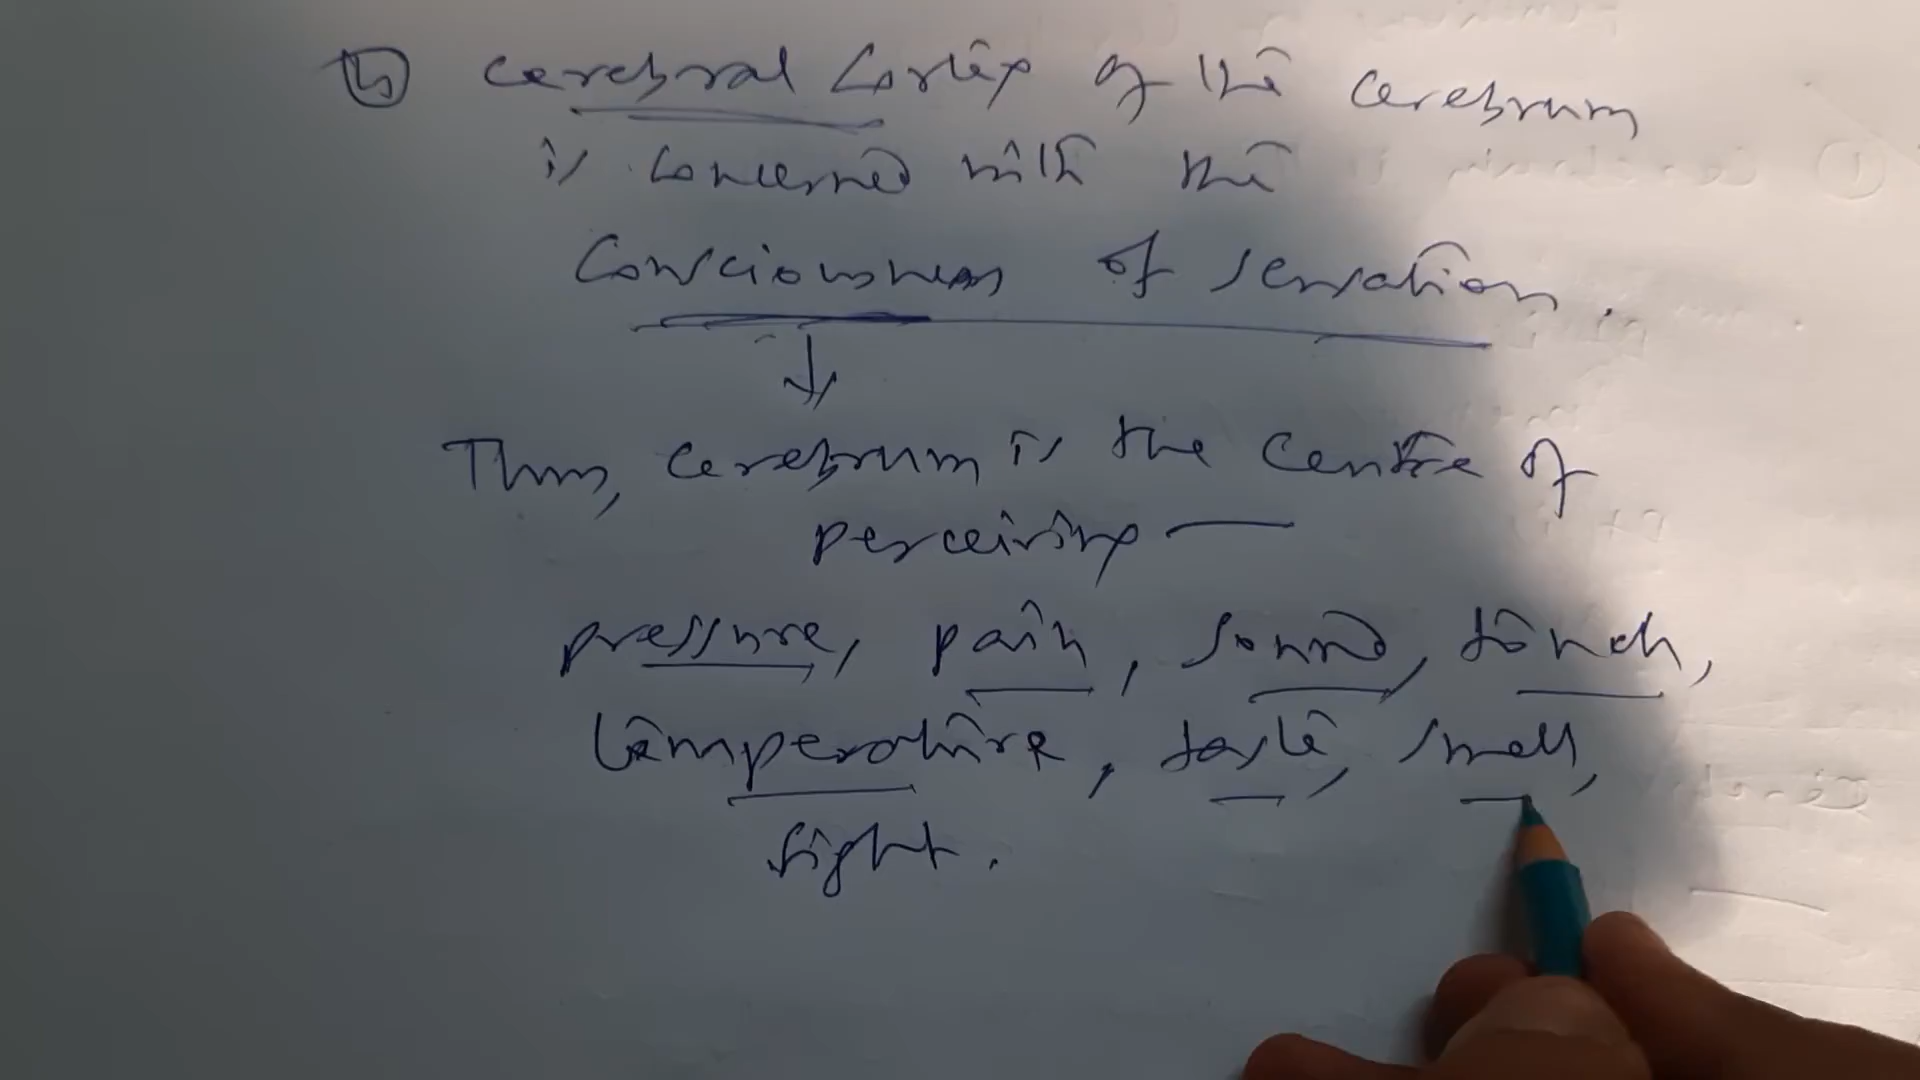 5 Cerebral Cortex of the cerebrum
is concerned with the
Consciousness of sensation.
Thus, cerebrum is the centre of
perceiving —
pressure, pain, sound, touch,
temperature, taste, smell,
sight.